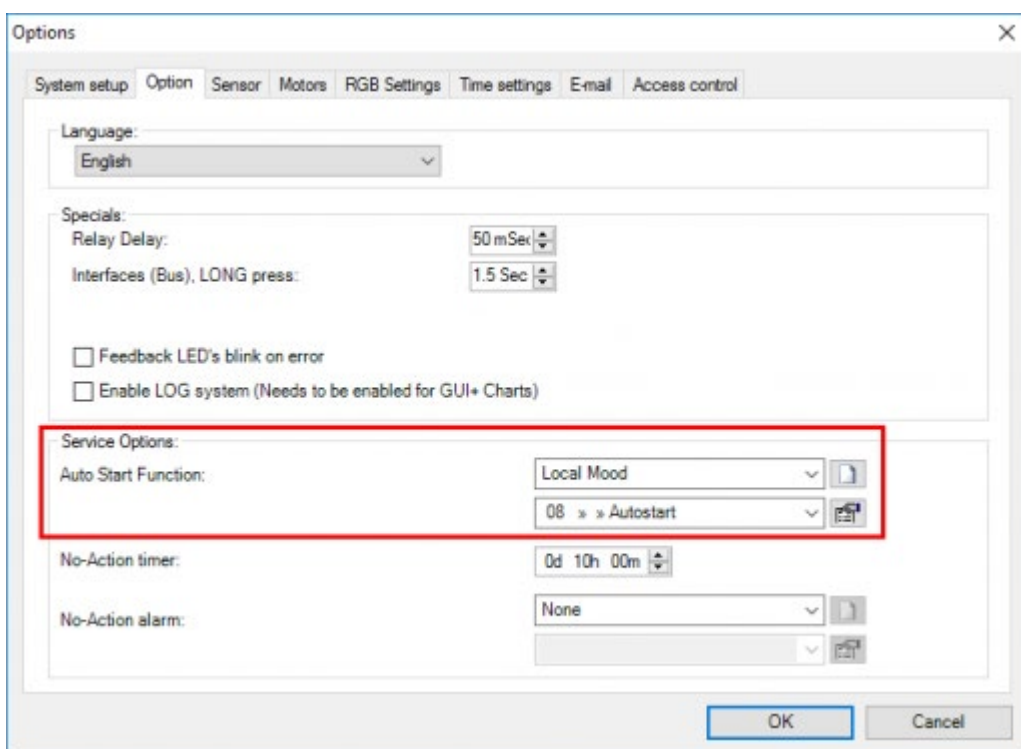 Options
System setup Option Sensor Motors RGB Settings Time settings E-mail Access control
Language:
English
Specials:
Relay Delay: 50 mSec
Interfaces (Bus), LONG press: 1.5 Sec
Feedback LED's blink on error
Enable LOG system (Needs to be enabled for GUI+ Charts)
Service Options:
Auto Start Function: Local Mood
08 » » Autostart
No-Action timer: 0d 10h 00m
No-Action alarm: None
OK Cancel